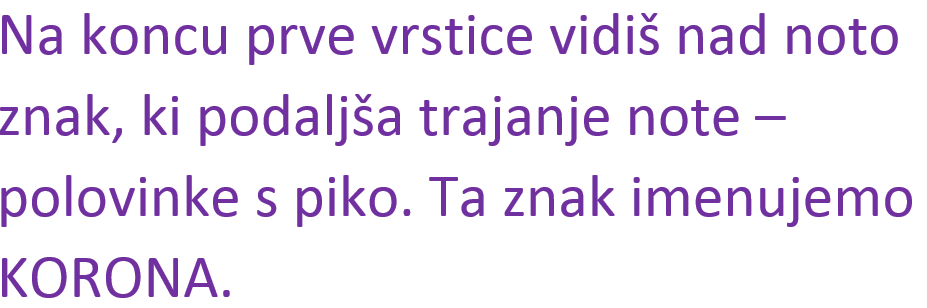 Na koncu prve vrstice vidiš nad noto
znak, ki podaljša trajanje note –
polovinke s piko. Ta znak imenujemo
KORONA.